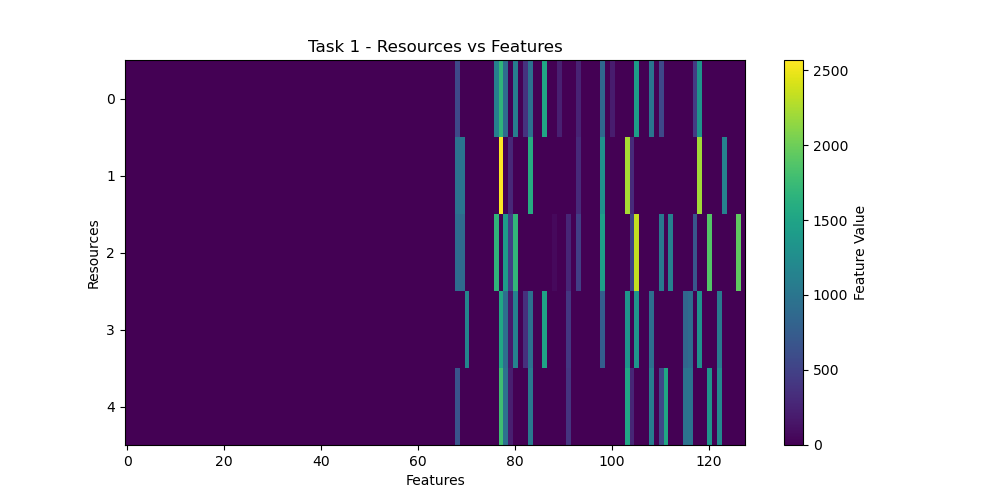 Task 1 - Resources vs Features
Resources
0
1
2
3
4
0 20 40 60 80 100 120
Features
2500
2000
1500
1000
500
0
Feature Value